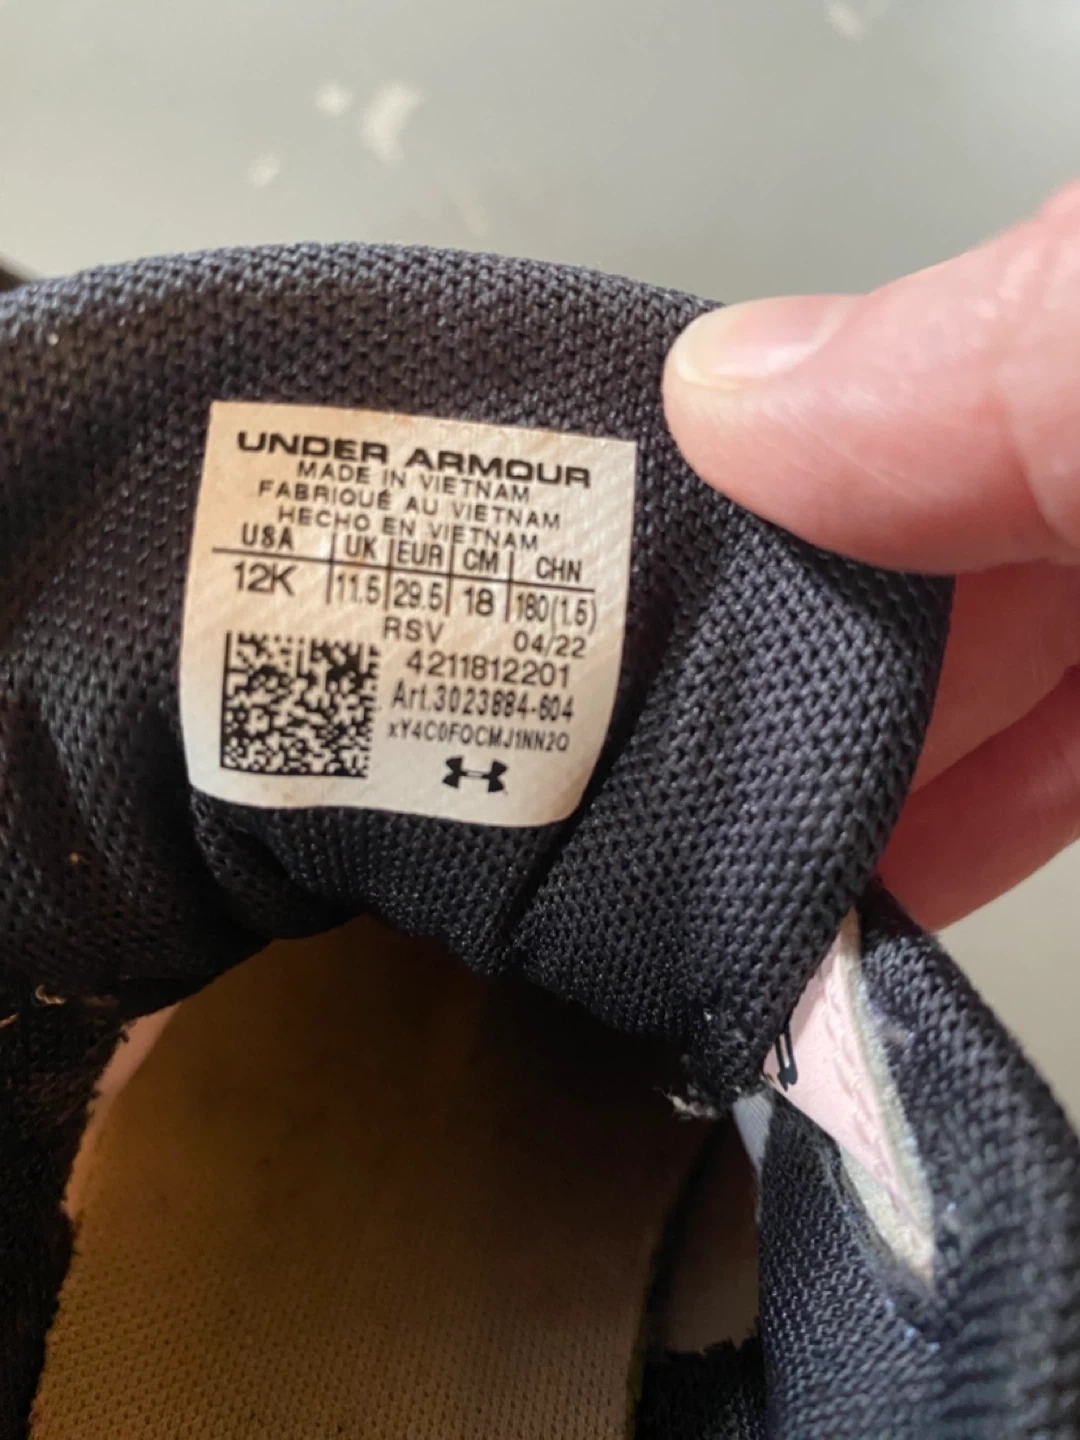 UNDER ARMOUR
MADE IN VIETNAM
FABRIQUÉ AU VIETNAM
HECHO EN VIETNAM
USA UK EUR CM CHN
12K 11.5 29.5 18 180(1.5)
RSV 04/22
4211812201
Art.3023884-604
xY4C0FQCMJ1NN2Q